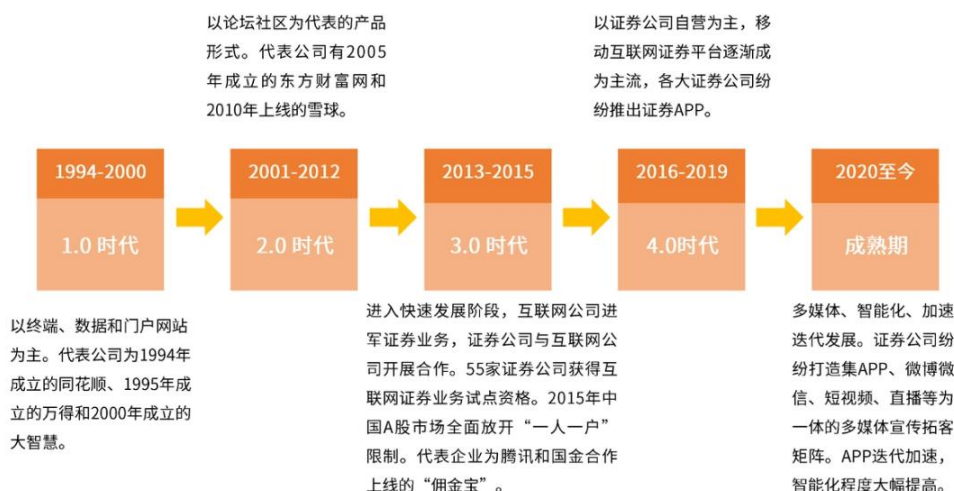 以论坛社区为代表的产品
形式。代表公司有2005
年成立的东方财富网和
2010年上线的雪球。
以证券公司自营为主，移
动互联网证券平台逐渐成
为主流，各大证券公司纷
纷推出证券APP。
1994-2000
2001-2012
2013-2015
2016-2019
2020至今
1.0 时代
2.0 时代
3.0 时代
4.0时代
成熟期
以终端、数据和门户网站
为主。代表公司为1994年
成立的同花顺、1995年成
立的万得和2000年成立的
大智慧。
进入快速发展阶段，互联网公司进
军证券业务，证券公司与互联网公
司开展合作。55家证券公司获得互
联网证券业务试点资格。2015年中
国A股市场全面放开“一人一户”
限制。代表企业为腾讯和国金合作
上线的“佣金宝”。
多媒体、智能化、加速
迭代发展。证券公司纷
纷打造集APP、微博微
信、短视频、直播等为
一体的多媒体宣传拓客
矩阵。APP迭代加速，
智能化程度大幅提高。